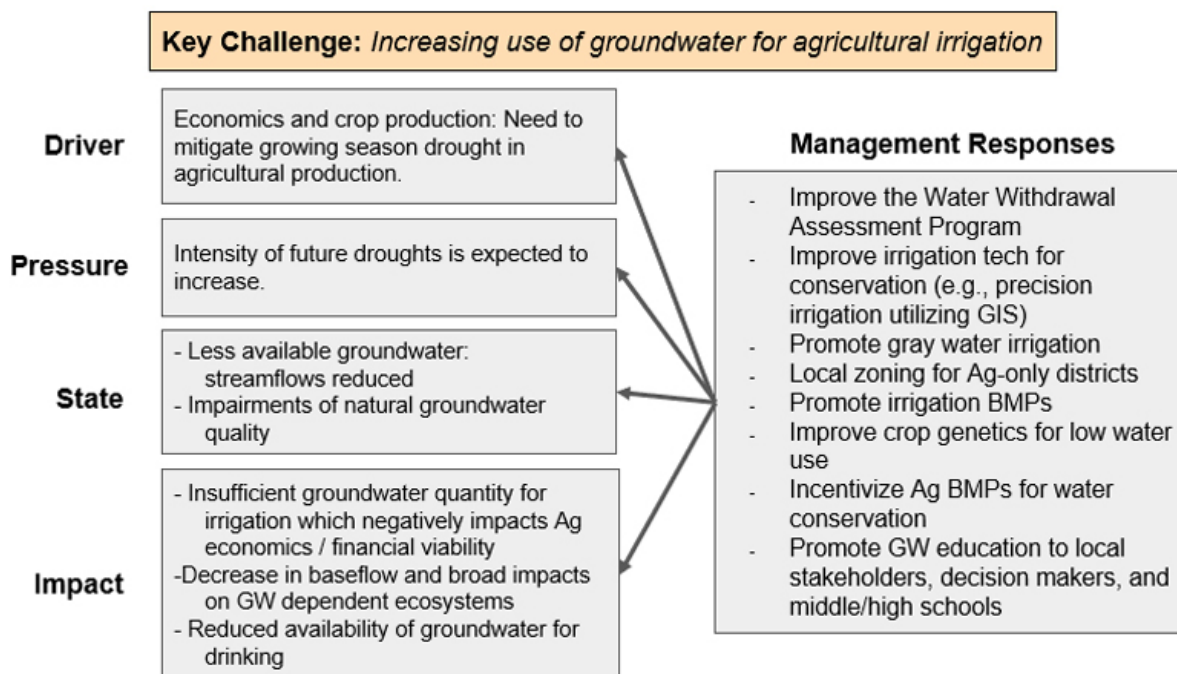 Key Challenge: Increasing use of groundwater for agricultural irrigation
Driver
Economics and crop production: Need to
mitigate growing season drought in
agricultural production.
Pressure
Intensity of future droughts is expected to
increase.
State
- Less available groundwater:
streamflows reduced
- Impairments of natural groundwater
quality
Impact
- Insufficient groundwater quantity for
irrigation which negatively impacts Ag
economics / financial viability
-Decrease in baseflow and broad impacts
on GW dependent ecosystems
- Reduced availability of groundwater for
drinking
Management Responses
- Improve the Water Withdrawal
Assessment Program
- Improve irrigation tech for
conservation (e.g., precision
irrigation utilizing GIS)
- Promote gray water irrigation
- Local zoning for Ag-only districts
- Promote irrigation BMPs
- Improve crop genetics for low water
use
- Incentivize Ag BMPs for water
conservation
- Promote GW education to local
stakeholders, decision makers, and
middle/high schools